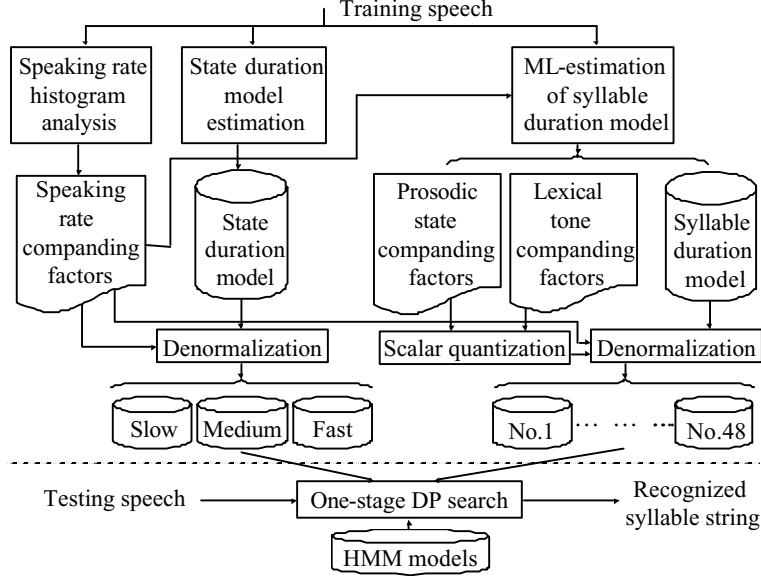 Training speech
Speaking rate
histogram
analysis
State duration
model
estimation
ML-estimation
of syllable
duration model
Speaking
rate
companding
factors
State
duration
model
Prosodic
state
companding
factors
Lexical
tone
companding
factors
Syllable
duration
model
Denormalization
Scalar quantization
Denormalization
Slow
Medium
Fast
No.1
... ... ...
No.48
Testing speech
One-stage DP search
Recognized
syllable string
HMM models